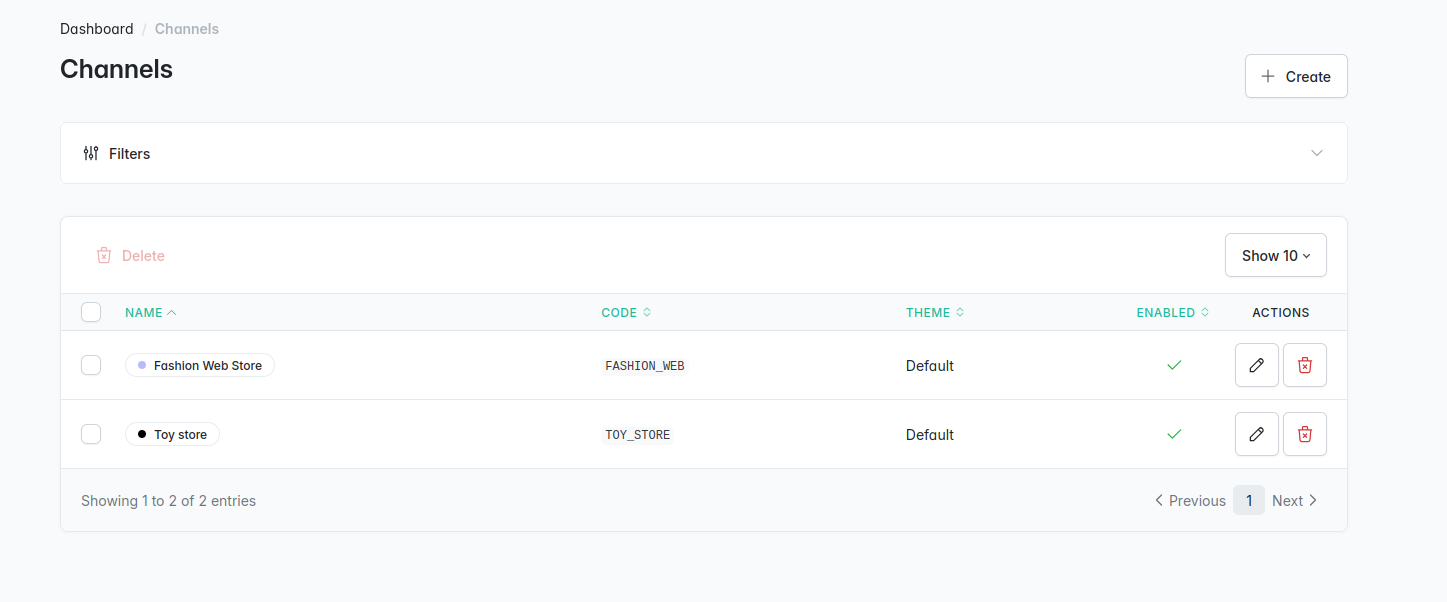 Dashboard / Channels
Channels
Create
Filters
Delete
Show 10
NAME CODE THEME ENABLED ACTIONS
Fashion Web Store FASHION_WEB Default
Toy store TOY_STORE Default
Showing 1 to 2 of 2 entries Previous 1 Next